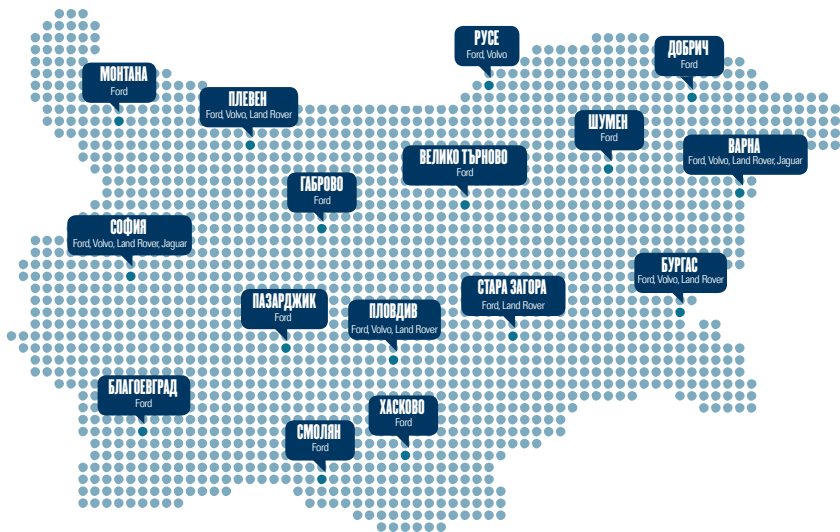 РУСЕ
Ford, Volvo
ДОБРИЧ
Ford
МОНТАНА
Ford
ПЛЕВЕН
Ford, Volvo, Land Rover
ШУМЕН
Ford
ВАРНА
Ford, Volvo, Land Rover, Jaguar
ВЕЛИКО ТЪРНОВО
Ford
ГАБРОВО
Ford
СОФИЯ
Ford, Volvo, Land Rover, Jaguar
БУРГАС
Ford, Volvo, Land Rover
СТАРА ЗАГОРА
Ford, Land Rover
ПАЗАРДЖИК
Ford
ПЛОВДИВ
Ford, Volvo, Land Rover
БЛАГОЕВГРАД
Ford
ХАСКОВО
Ford
СМОЛЯН
Ford